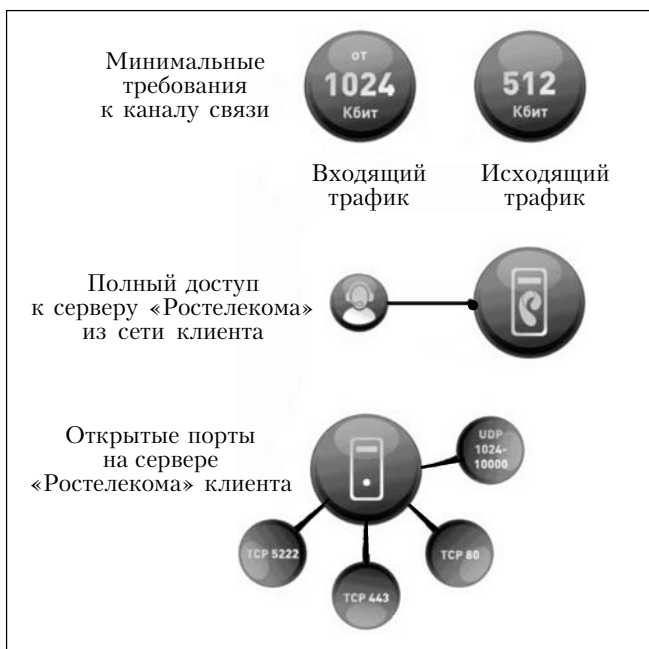 Минимальные
требования
к каналу связи
от
1024
Кбит
512
Кбит
Входящий
трафик
Исходящий
трафик
Полный доступ
к серверу «Ростелекома»
из сети клиента
Открытые порты
на сервере
«Ростелекома» клиента
UDP
1024-
10000
TCP 5222
TCP 443
TCP 80